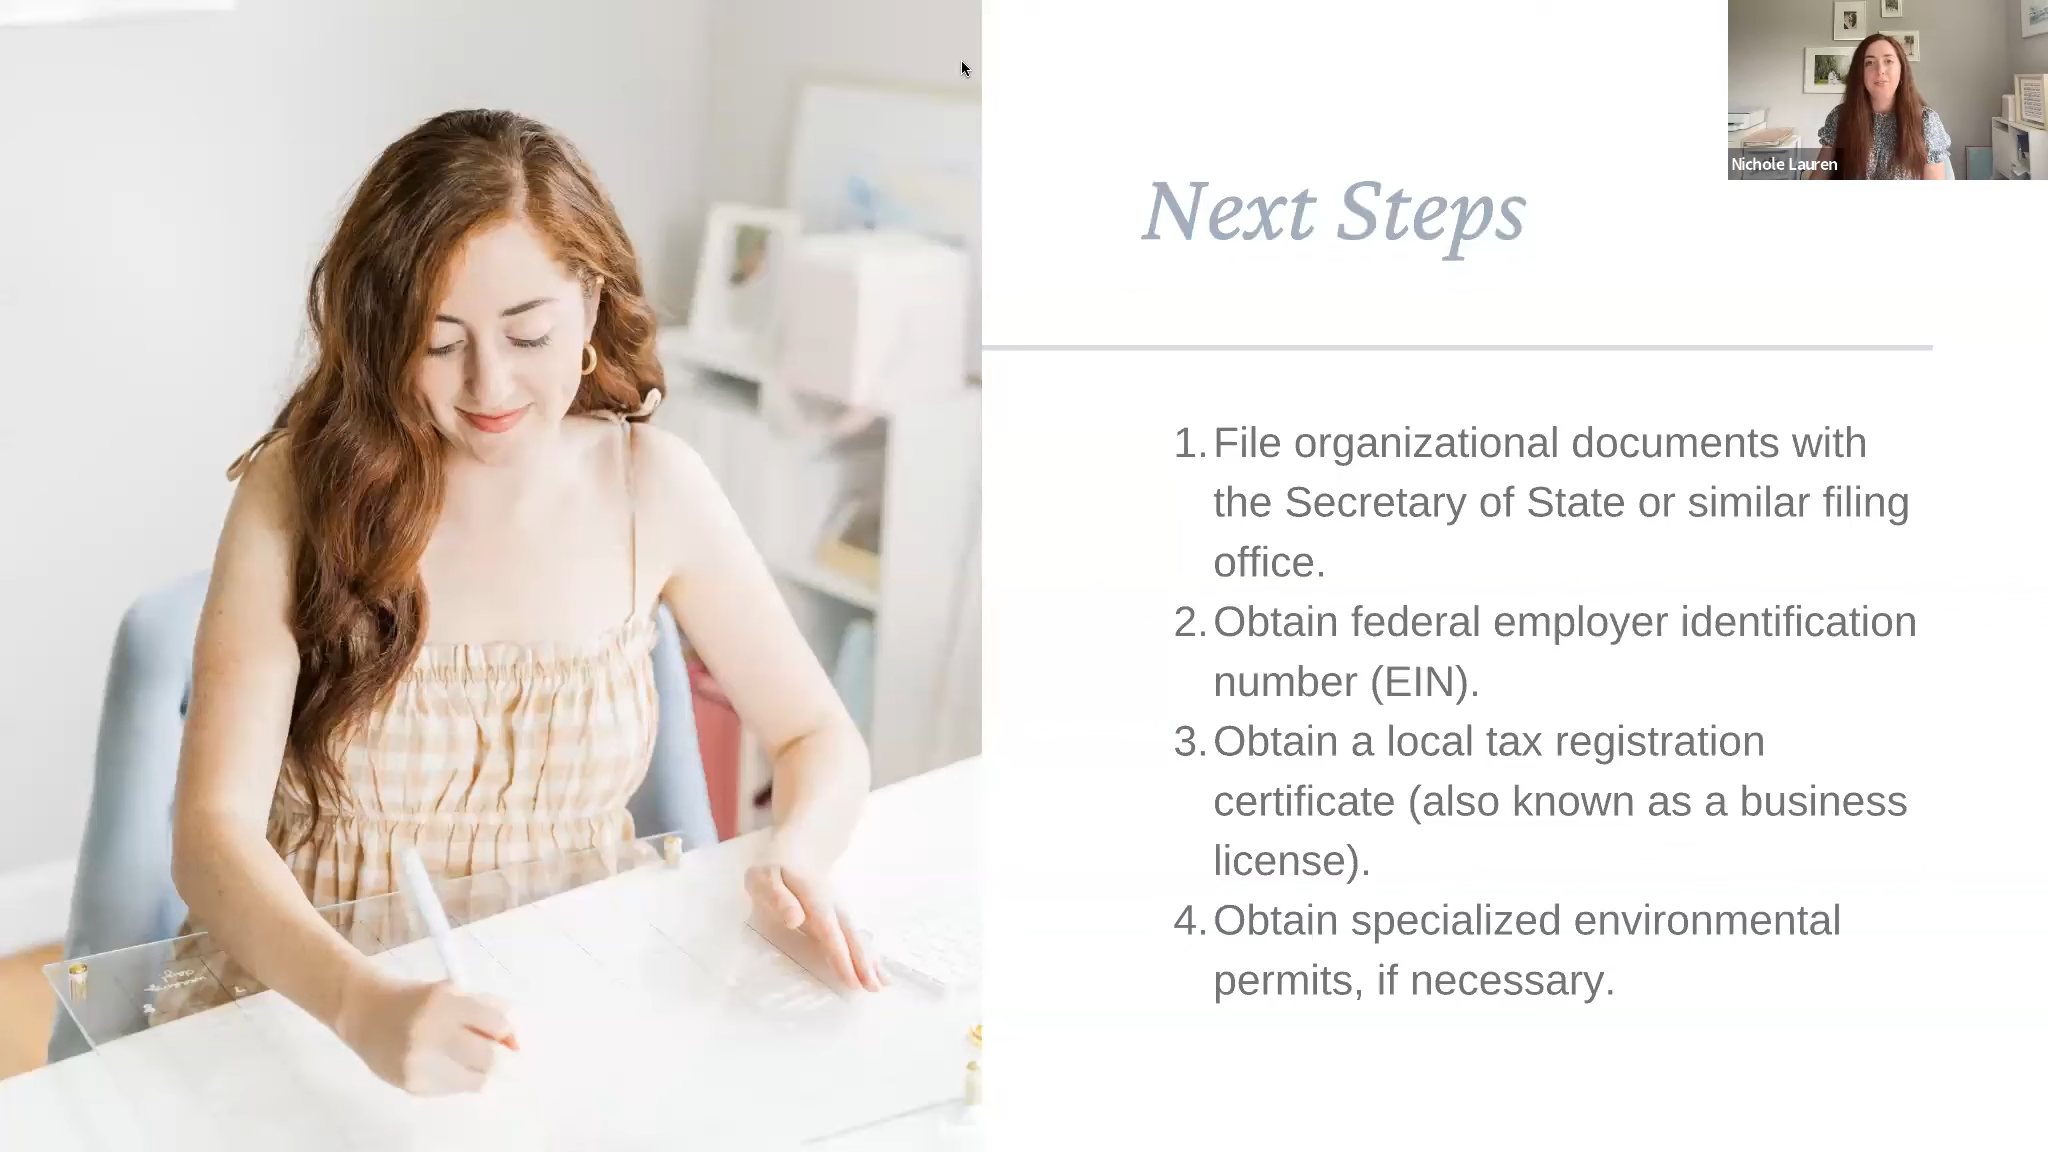 Nichole Lauren
Next Steps
1. File organizational documents with
the Secretary of State or similar filing
office.
2. Obtain federal employer identification
number (EIN).
3. Obtain a local tax registration
certificate (also known as a business
license).
4. Obtain specialized environmental
permits, if necessary.